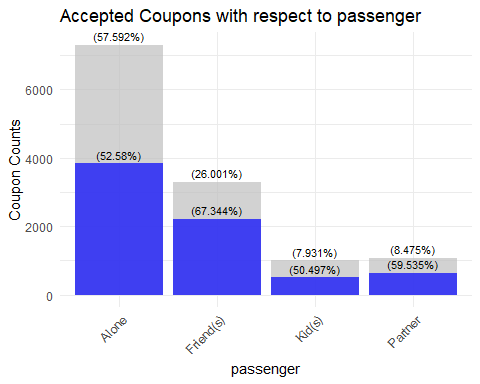 Accepted Coupons with respect to passenger
(57.592%)
6000
(52.58%)
4000
(26.001%)
(67.344%)
2000
(7.931%)
(8.475%)
(50.497%)
(59.535%)
0
Coupon Counts
Alone
Friend(s)
Kid(s)
Partner
passenger